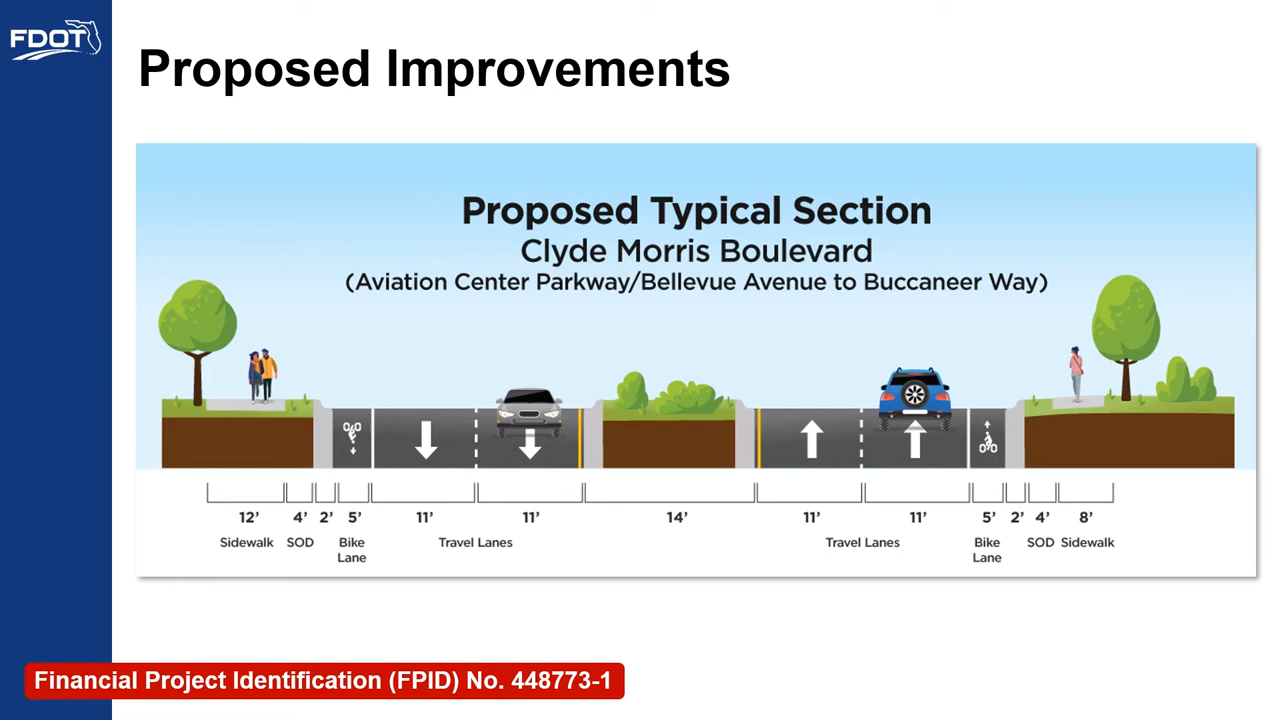 FDOT
Proposed Improvements
Proposed Typical Section
Clyde Morris Boulevard
(Aviation Center Parkway/Bellevue Avenue to Buccaneer Way)
12’ 4’ 2’ 5’ 11’ 11’ 14’ 11’ 11’ 5’ 2’ 4’ 8’
Sidewalk SOD Bike Travel Lanes Travel Lanes Bike SOD Sidewalk
Lane Lane
Financial Project Identification (FPID) No. 448773-1